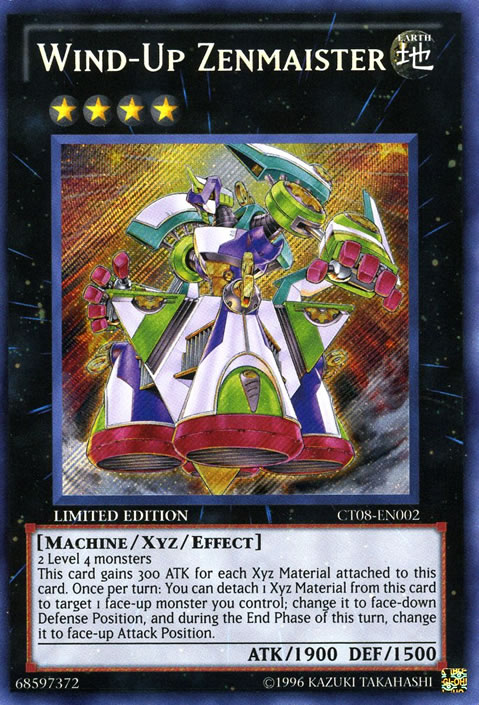 WIND-UP ZENMAISTER
EARTH
地
LIMITED EDITION
CT08-EN002
[MACHINE/XYZ/EFFECT]
2 Level 4 monsters
This card gains 300 ATK for each Xyz Material attached to this
card. Once per turn: You can detach 1 Xyz Material from this card
to target 1 face-up monster you control; change it to face-down
Defense Position, and during the End Phase of this turn, change
it to face-up Attack Position.
ATK/1900 DEF/1500
68597372
©1996 KAZUKI TAKAHASHI